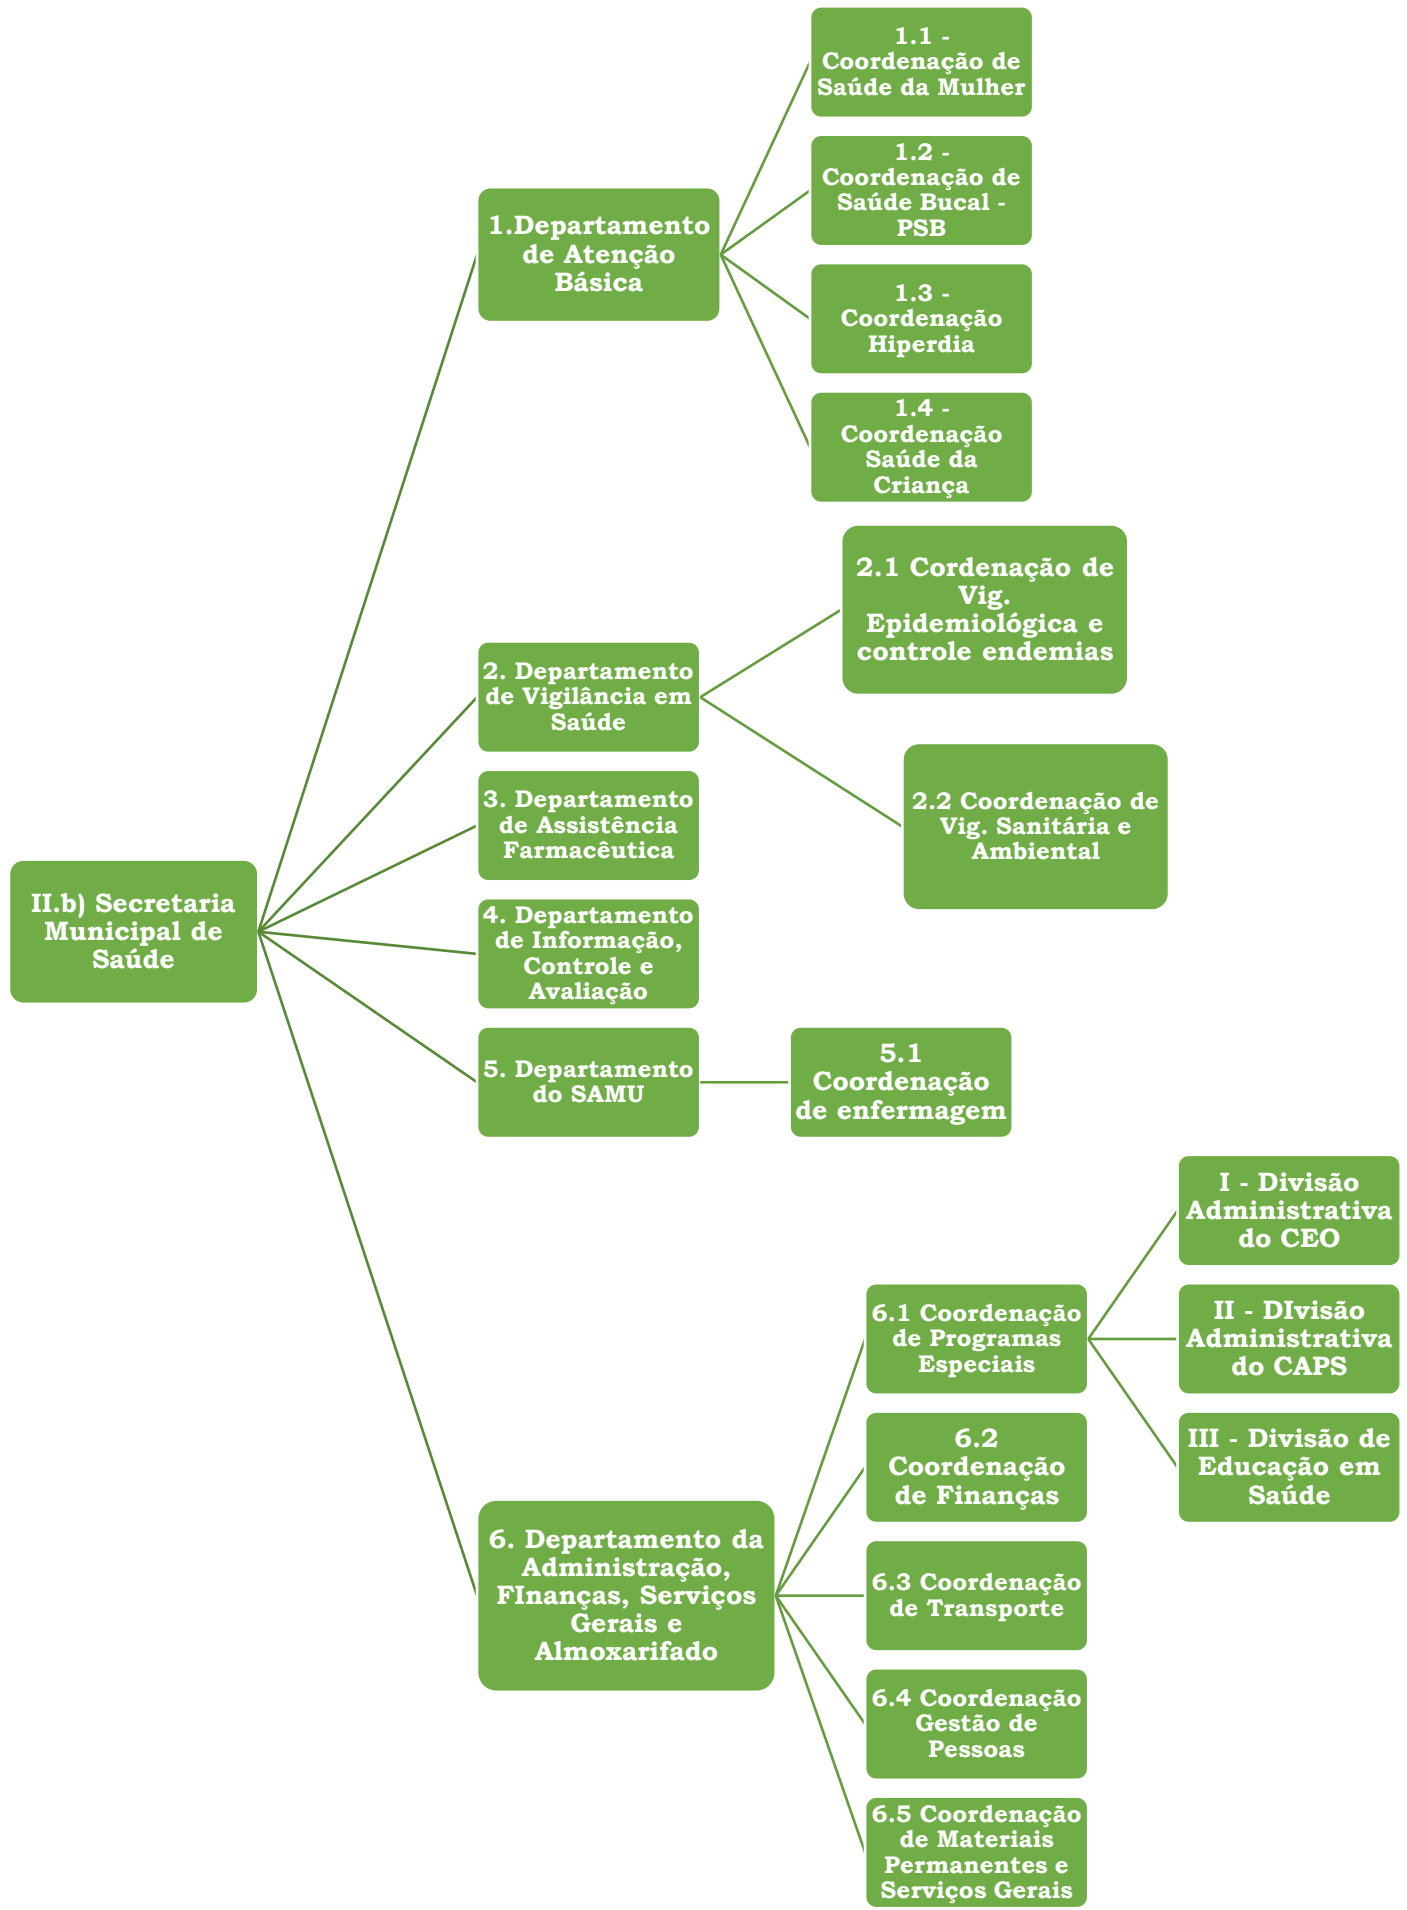 II.b) Secretaria
Municipal de
Saúde
1.Departamento
de Atenção
Básica
1.1 -
Coordenação de
Saúde da Mulher
1.2 -
Coordenação de
Saúde Bucal -
PSB
1.3 -
Coordenação
Hiperdia
1.4 -
Coordenação
Saúde da
Criança
2. Departamento
de Vigilância em
Saúde
2.1 Cordenação de
Vig.
Epidemiológica e
controle endemias
2.2 Coordenação de
Vig. Sanitária e
Ambiental
3. Departamento
de Assistência
Farmacêutica
4. Departamento
de Informação,
Controle e
Avaliação
5. Departamento
do SAMU
5.1
Coordenação
de enfermagem
6. Departamento da
Administração,
FInanças, Serviços
Gerais e
Almoxarifado
6.1 Coordenação
de Programas
Especiais
I - Divisão
Administrativa
do CEO
II - DIvisão
Administrativa
do CAPS
III - Divisão de
Educação em
Saúde
6.2
Coordenação
de Finanças
6.3 Coordenação
de Transporte
6.4 Coordenação
Gestão de
Pessoas
6.5 Coordenação
de Materiais
Permanentes e
Serviços Gerais